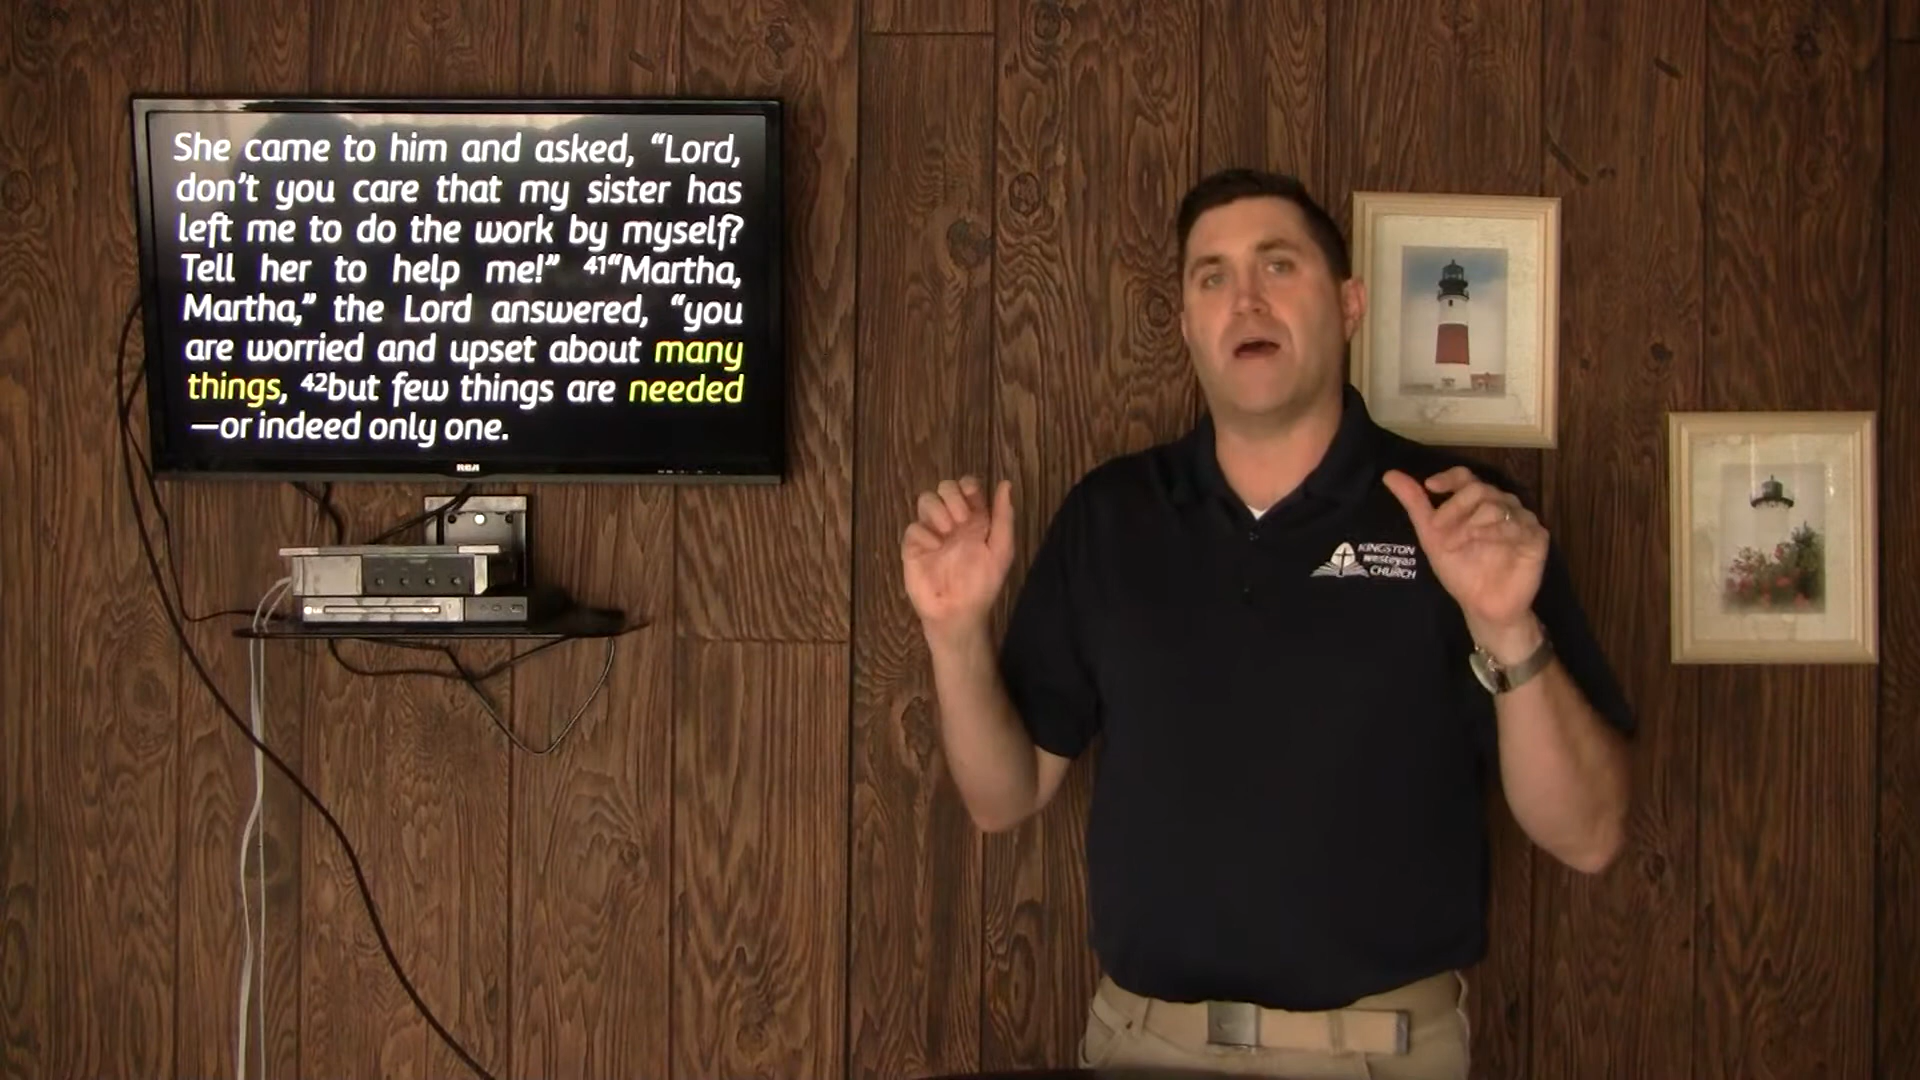 She came to him and asked, “Lord,
don’t you care that my sister has
left me to do the work by myself?
Tell her to help me!” ⁴¹“Martha,
Martha,” the Lord answered, “you
are worried and upset about many
things, ⁴²but few things are needed
—or indeed only one.
RCA
KINGSTON
wesleyan
CHURCH